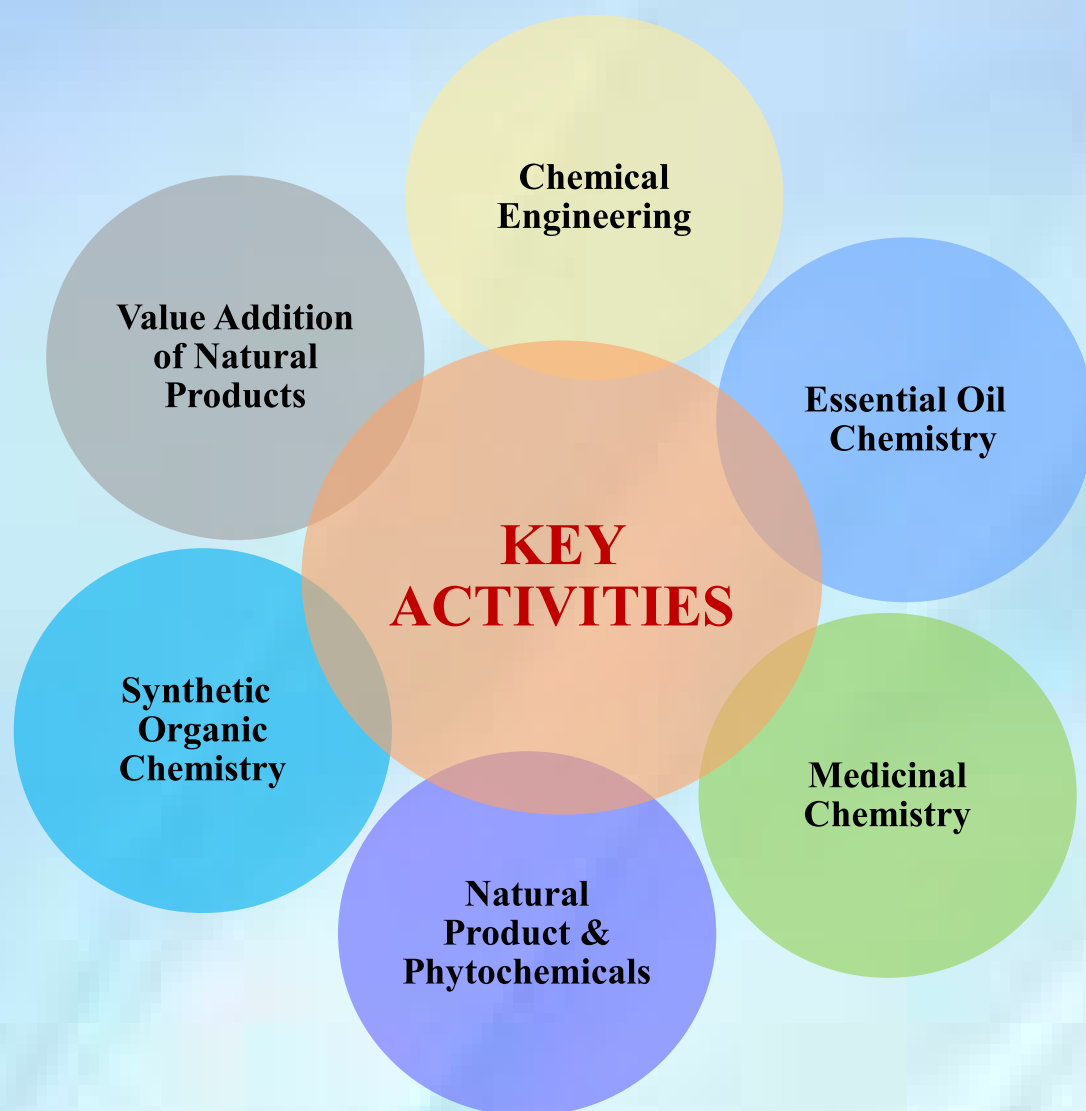 Chemical
Engineering
Value Addition
of Natural
Products
Essential Oil
Chemistry
KEY
ACTIVITIES
Synthetic
Organic
Chemistry
Medicinal
Chemistry
Natural
Product &
Phytochemicals